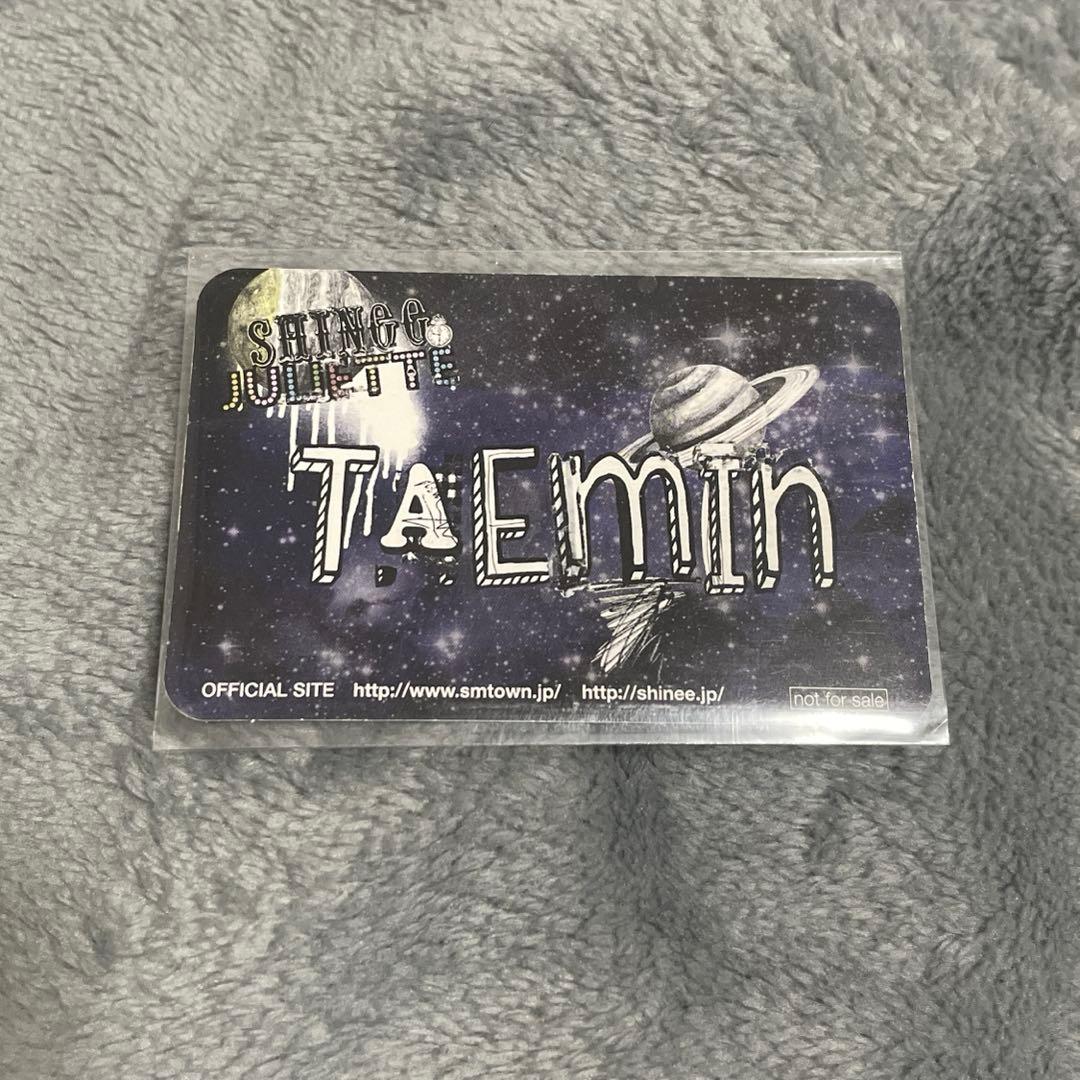 SHINee
JULIETTE
TAEmIn
OFFICIAL SITE http://www.smtown.jp/ http://shinee.jp/ not for sale